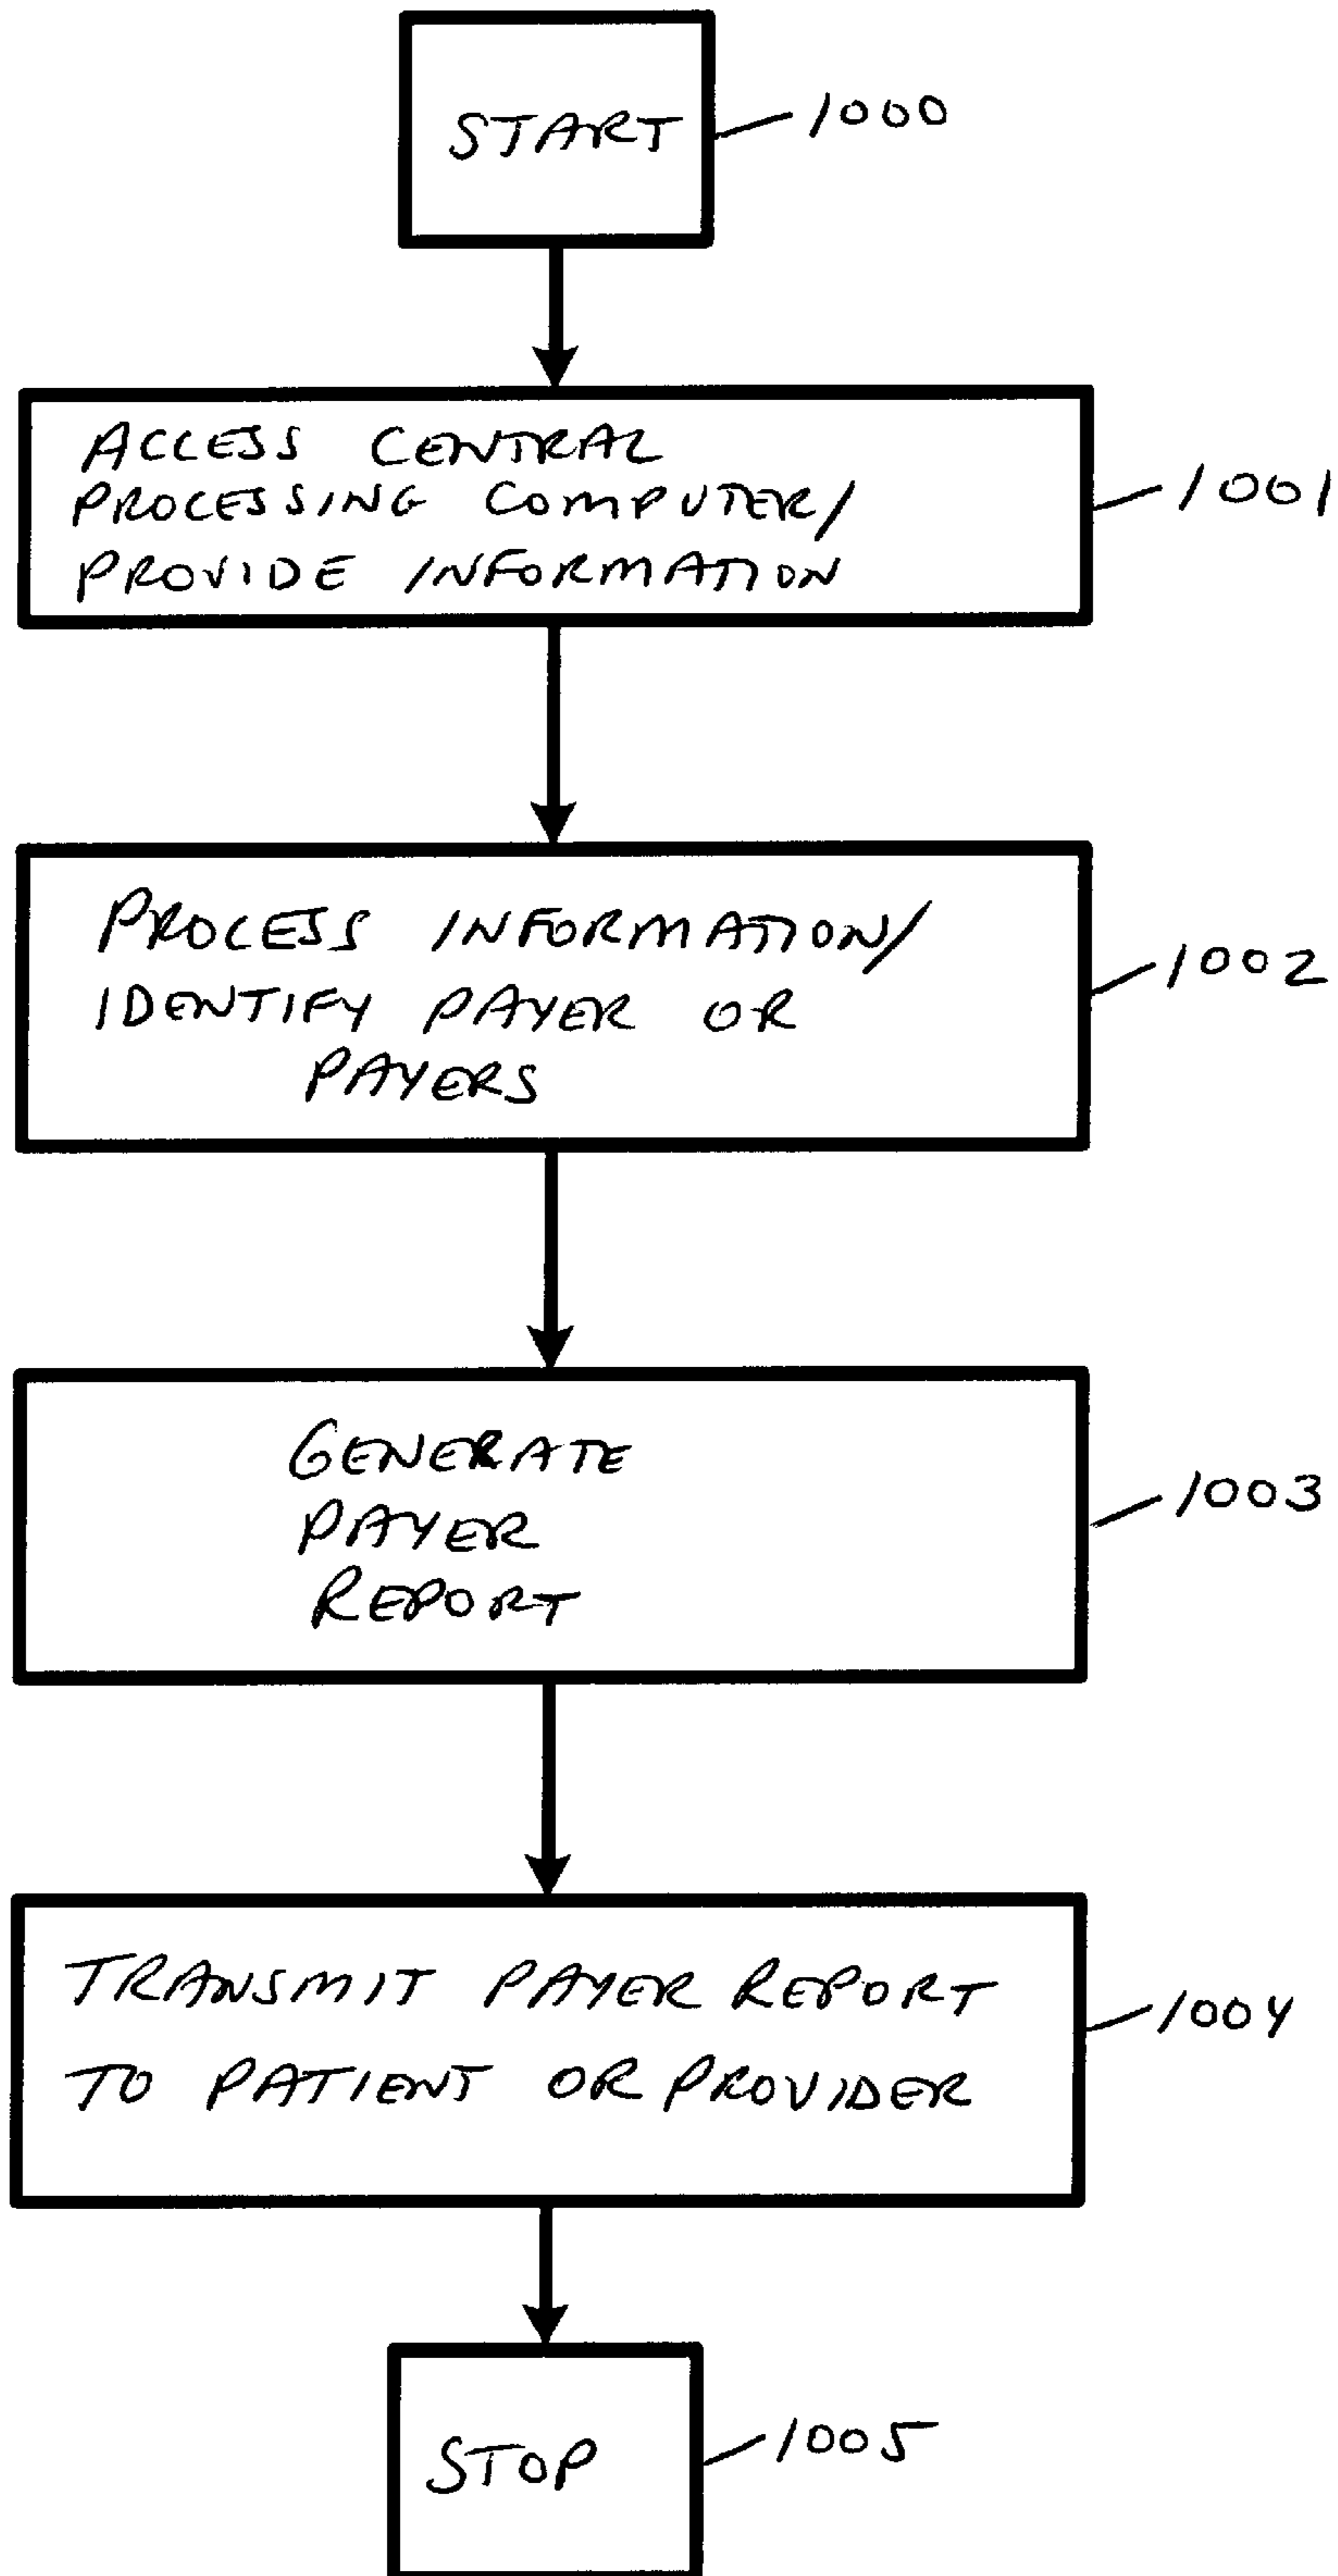 START
1000
ACCESS CENTRAL
PROCESSING COMPUTER/
PROVIDE INFORMATION
1001
PROCESS INFORMATION/
IDENTIFY PAYER OR
PAYERS
1002
GENERATE
PAYER
REPORT
1003
TRANSMIT PAYER REPORT
TO PATIENT OR PROVIDER
1004
STOP
1005